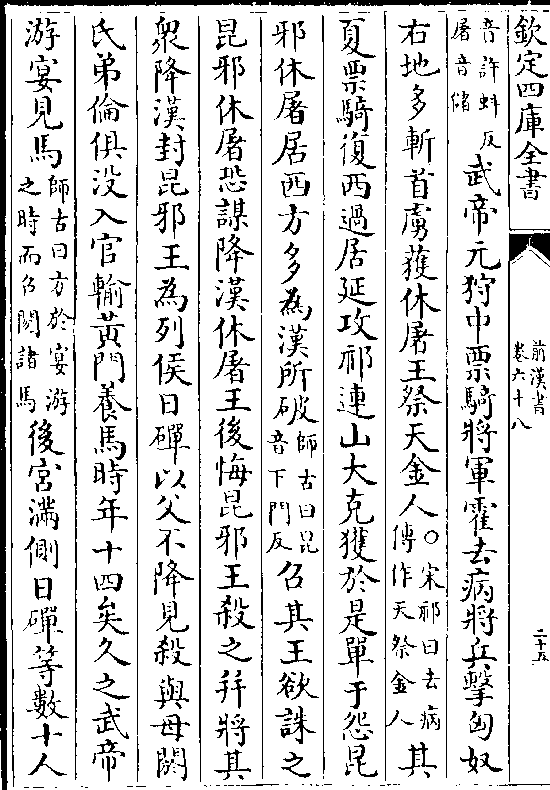 欽定四庫全書
前漢書
卷六十八
二十五
音許蚪反
屠音儲
武帝元狩中票騎將軍霍去病將兵擊匈奴
右地多斬首虜獲休屠王祭天金人
○宋祁曰去病
傳作天祭金人
其
夏票騎復西過居延攻祁連山大克獲於是單于怨昆
邪休屠居西方多為漢所破
師古曰昆
音下門反
召其王欲誅之
昆邪休屠恐謀降漢休屠王後悔昆邪王殺之并將其
衆降漢封昆邪王為列侯日磾以父不降見殺與母閼
氏弟倫俱没入官輸黃門養馬時年十四矣久之武帝
游宴見馬
師古曰方於宴游
之時而召閱諸馬
後宮滿側日磾等數十人